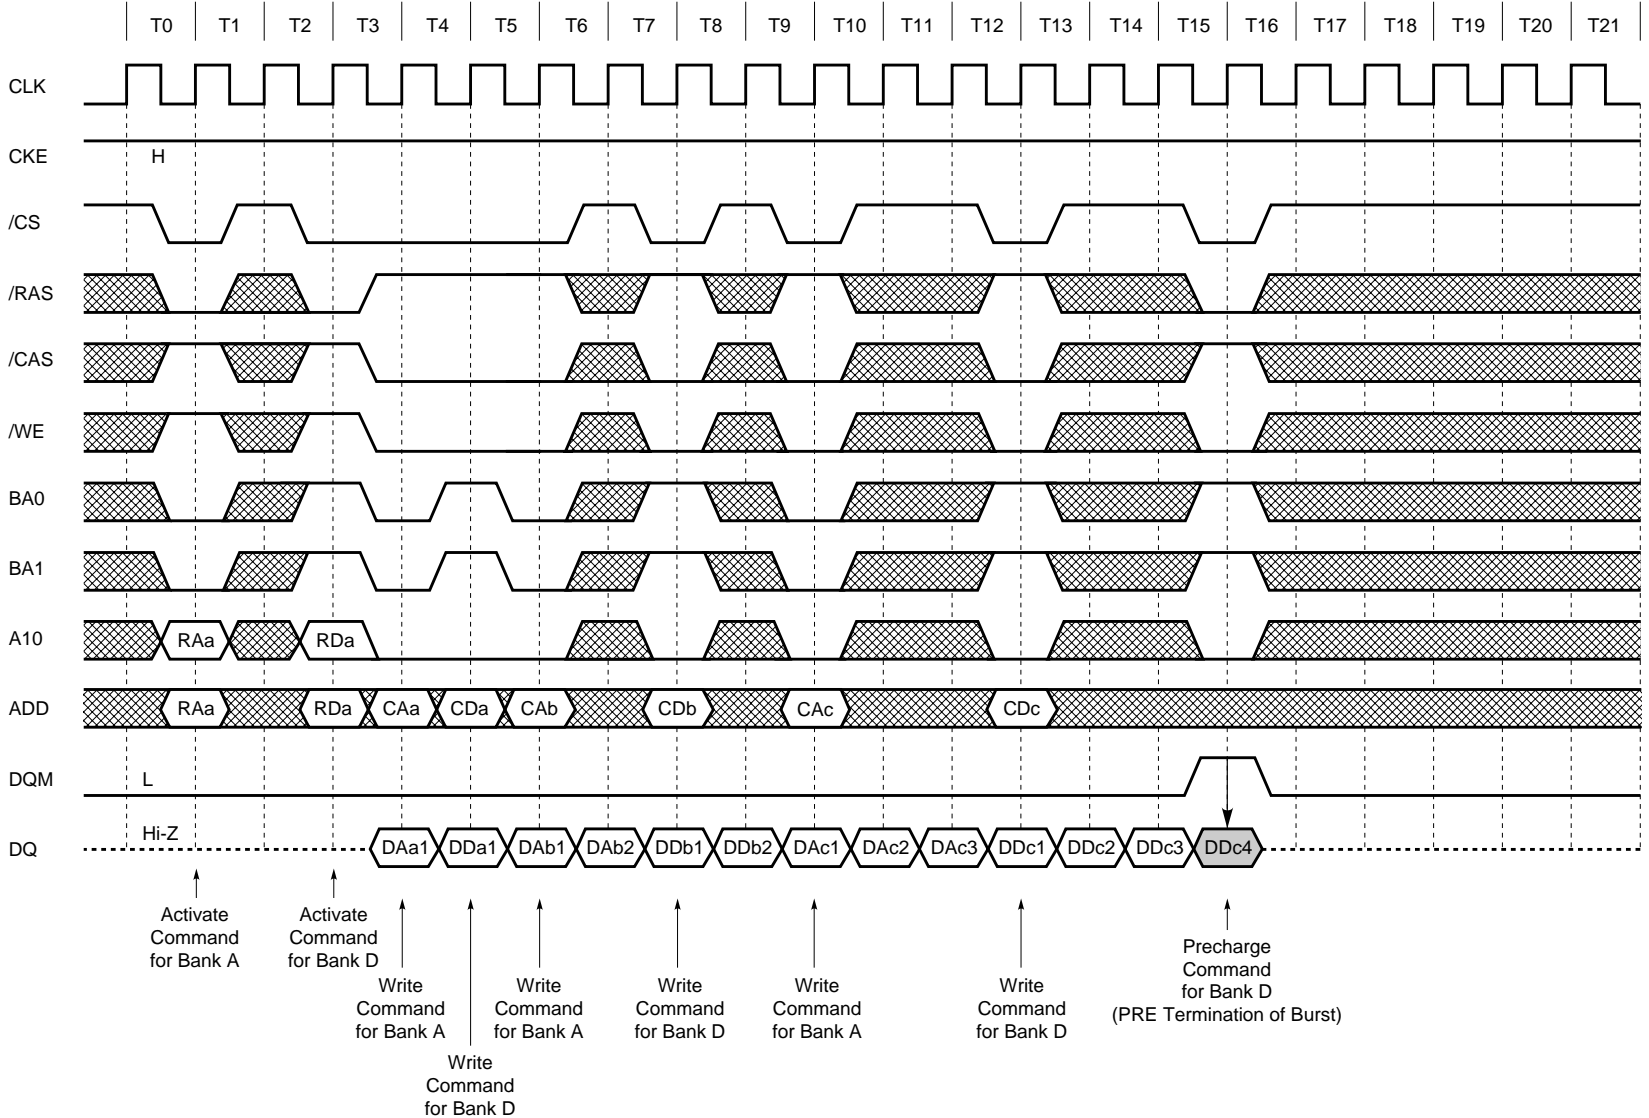 T0 T1 T2 T3 T4 T5 T6 T7 T8 T9 T10 T11 T12 T13 T14 T15 T16 T17 T18 T19 T20 T21
CLK
CKE H
/CS
/RAS
/CAS
/WE
BA0
BA1
A10 RAa RDa
ADD RAa RDa CAa CDa CAb CDb CAc CDc
DQM L
Hi-Z
DQ DAa1 DDa1 DAb1 DAb2 DDb1 DDb2 DAc1 DAc2 DAc3 DDc1 DDc2 DDc3 DDc4
Activate
Command
for Bank A
Activate
Command
for Bank D
Write
Command
for Bank A
Write
Command
for Bank D
Write
Command
for Bank A
Write
Command
for Bank D
Write
Command
for Bank A
Write
Command
for Bank D
Precharge
Command
for Bank D
(PRE Termination of Burst)